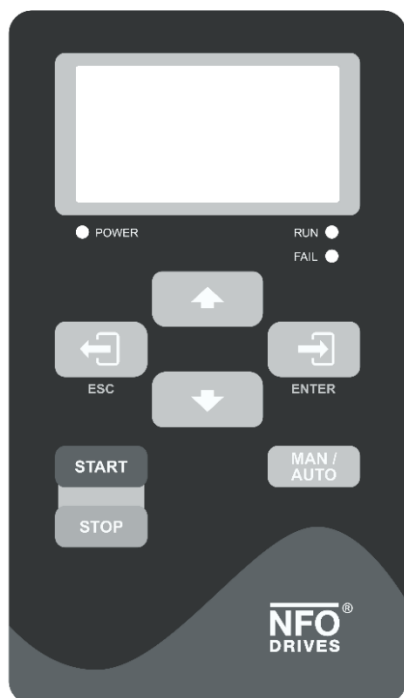 POWER
RUN
FAIL
ESC
ENTER
START
MAN /
AUTO
STOP
NFO®
DRIVES